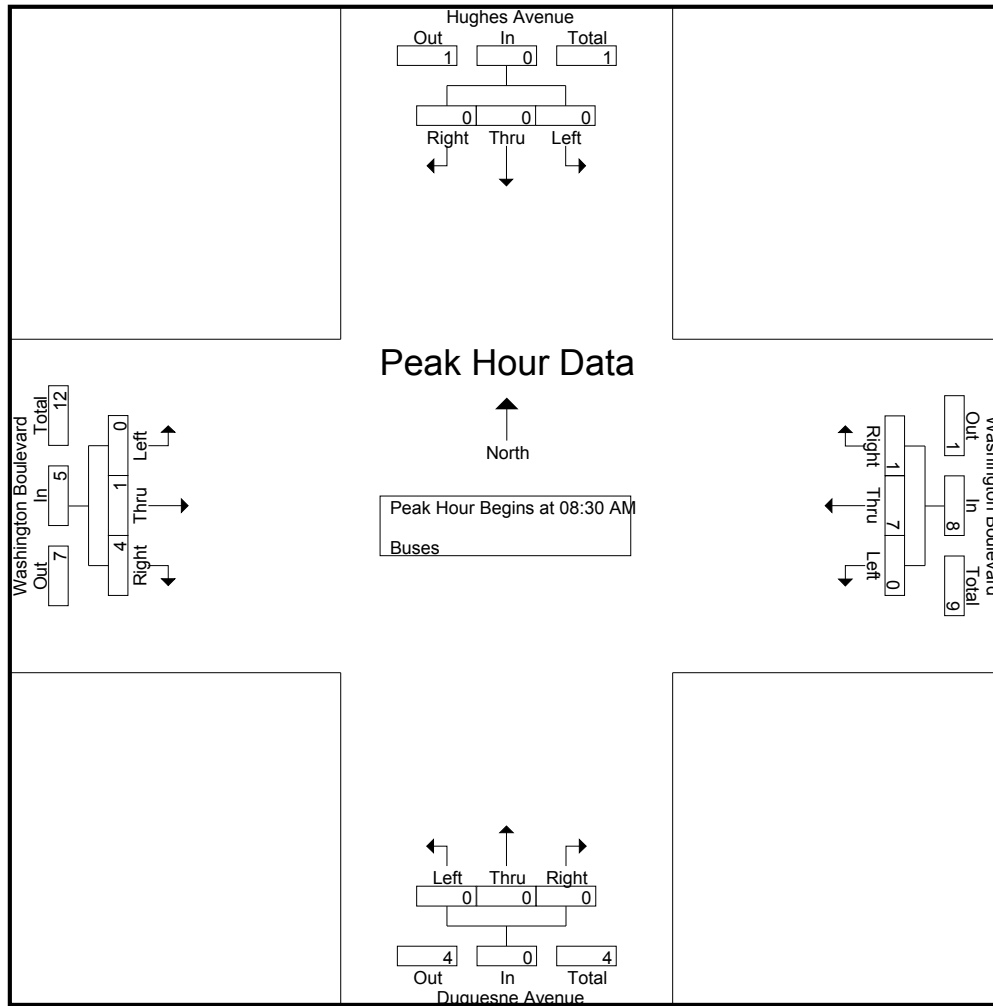 Hughes Avenue
Out In Total
1 0 1
0 0 0
Right Thru Left
Peak Hour Data
North
Peak Hour Begins at 08:30 AM
Buses
Washington Boulevard
Out In Total
7 5 12
4 1 0
Right Thru Left
Washington Boulevard
Out In Total
1 8 9
1 7 0
Right Thru Left
Left Thru Right
0 0 0
4 0 4
Out In Total
Duquesne Avenue